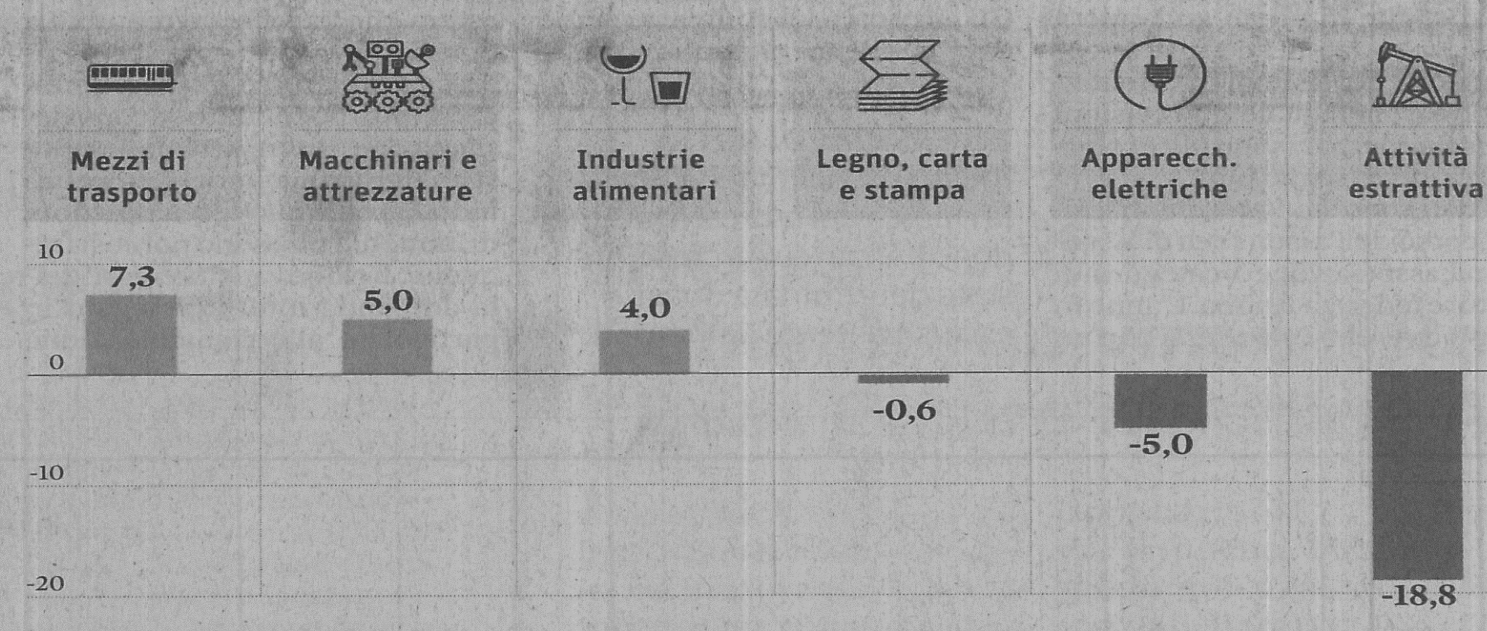 Mezzi di
trasporto
Macchinari e
attrezzature
Industrie
alimentari
Legno, carta
e stampa
Apparecch.
elettriche
Attività
estrattiva
10
0
-10
-20
7,3
5,0
4,0
-0,6
-5,0
-18,8